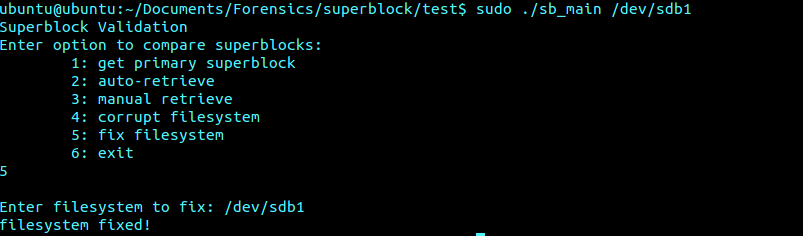 ubuntu@ubuntu:~/Documents/Forensics/superblock/test$ sudo ./sb_main /dev/sdb1
Superblock Validation
Enter option to compare superblocks:
1: get primary superblock
2: auto-retrieve
3: manual retrieve
4: corrupt filesystem
5: fix filesystem
6: exit
5
Enter filesystem to fix: /dev/sdb1
filesystem fixed!